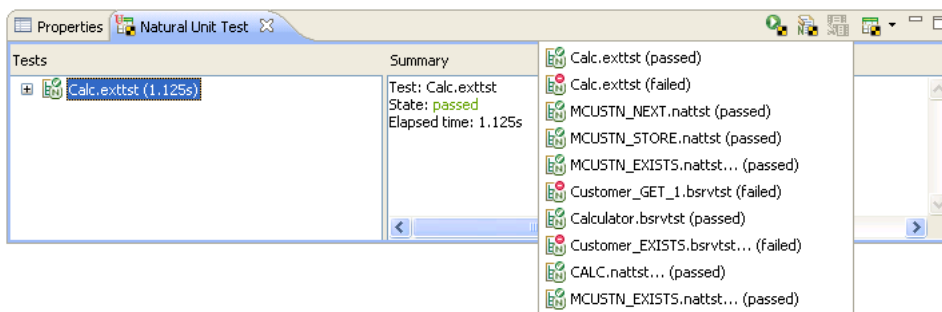 Properties Natural Unit Test
Tests
Calc.exttst (1.125s)
Summary
Test: Calc.exttst
State: passed
Elapsed time: 1.125s
Calc.exttst (passed)
Calc.exttst (failed)
MCUSTN_NEXT.nattst (passed)
MCUSTN_STORE.nattst (passed)
MCUSTN_EXISTS.nattst... (passed)
Customer_GET_1.bsrvtst (failed)
Calculator.bsrvtst (passed)
Customer_EXISTS.bsrvtst... (failed)
CALC.nattst... (passed)
MCUSTN_EXISTS.nattst... (passed)